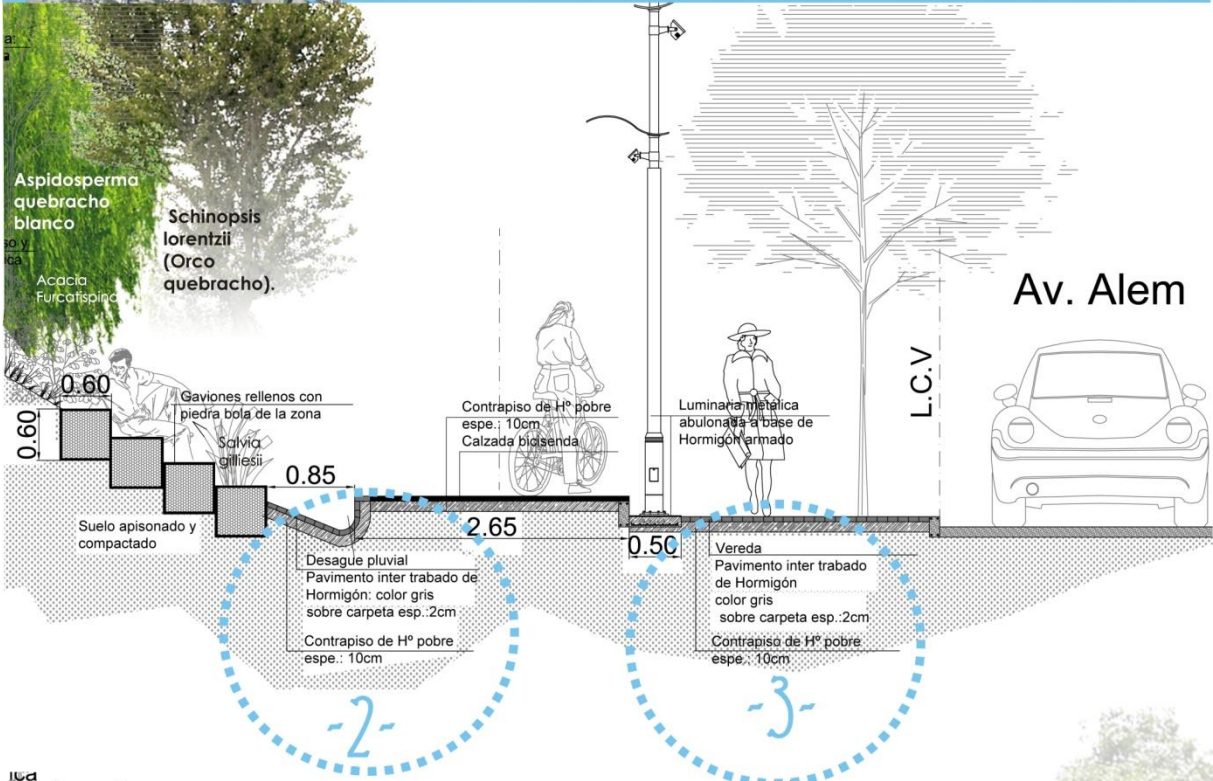 a:
Aspidosperma
quebracho
blanco
so y
Acacia
Furcatispina
Schinopsis
lorentzii
(Orco
quebracho).
0.60
0.60
Gaviones rellenos con
piedra bola de la zona
Salvia
gilliesii
0.85
Suelo apisonado y
compactado
Contrapiso de Hº pobre
espe.: 10cm
Calzada bicisenda
Luminaria metálica
abulonada a base de
Hormigón armado
L.C.V
Av. Alem
2.65
0.50
Desague pluvial
Pavimento inter trabado de
Hormigón: color gris
sobre carpeta esp.:2cm
Contrapiso de Hº pobre
espe.: 10cm
-2-
Vereda
Pavimento inter trabado
de Hormigón
color gris
sobre carpeta esp.:2cm
Contrapiso de Hº pobre
espe.: 10cm
-3-